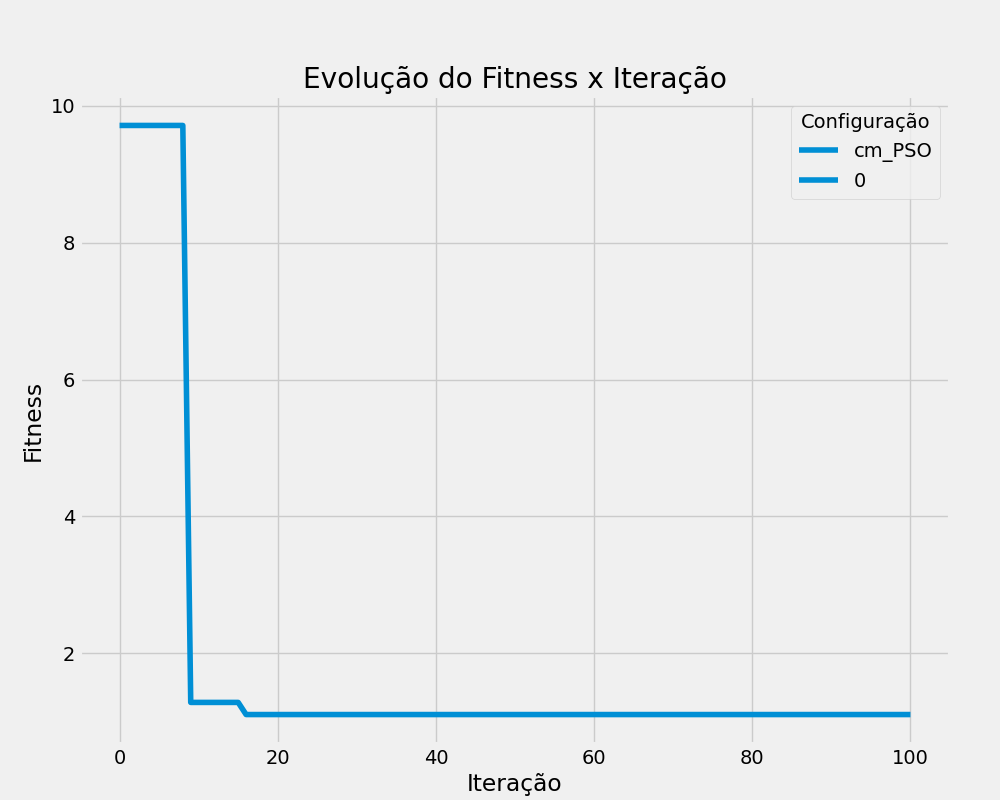 Evolução do Fitness x Iteração
Configuração
cm_PSO
0
Fitness
10
8
6
4
2
0 20 40 60 80 100
Iteração